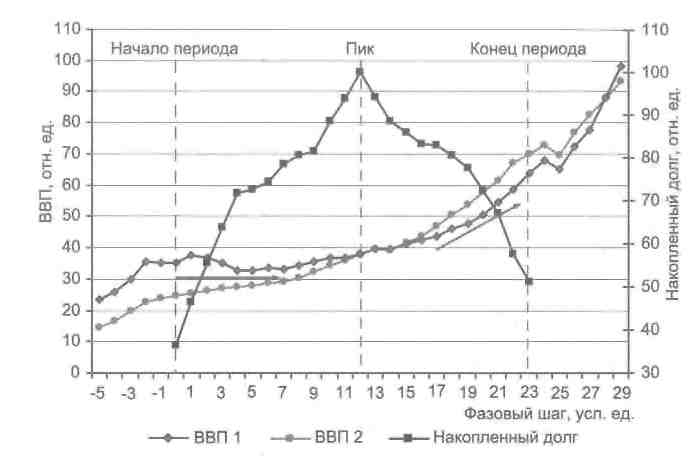 110
100
90
80
70
60
50
40
30
20
10
0
ВВП, отн. ед.
Начало периода
Пик
Конец периода
110
100
90
80
70
60
50
40
30
Накопленный долг, отн. ед.
-5 -3 -1 1 3 5 7 9 11 13 15 17 19 21 23 25 27 29
Фазовый шаг, усл. ед.
ВВП 1 ВВП 2 Накопленный долг